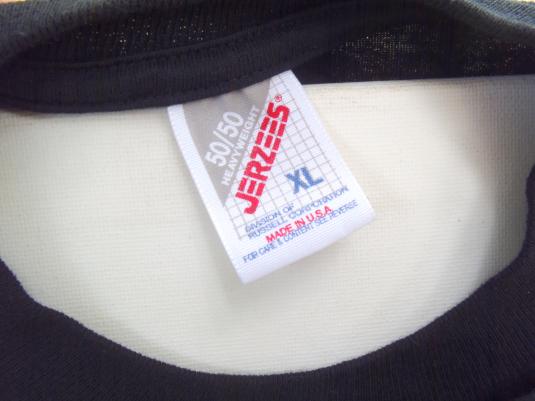 50/50
HEAVYWEIGHT
JERZEES®
XL
DIVISION OF
RUSSELL CORPORATION
MADE IN U.S.A.
FOR CARE & CONTENT SEE REVERSE